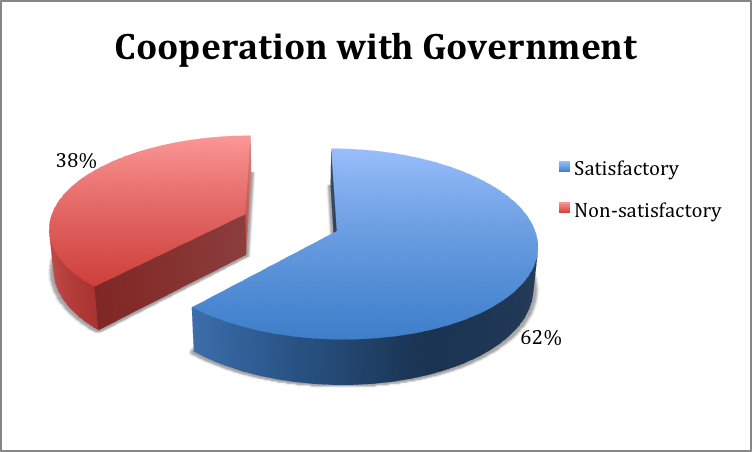 Cooperation with Government
38%
Satisfactory
Non-satisfactory
62%